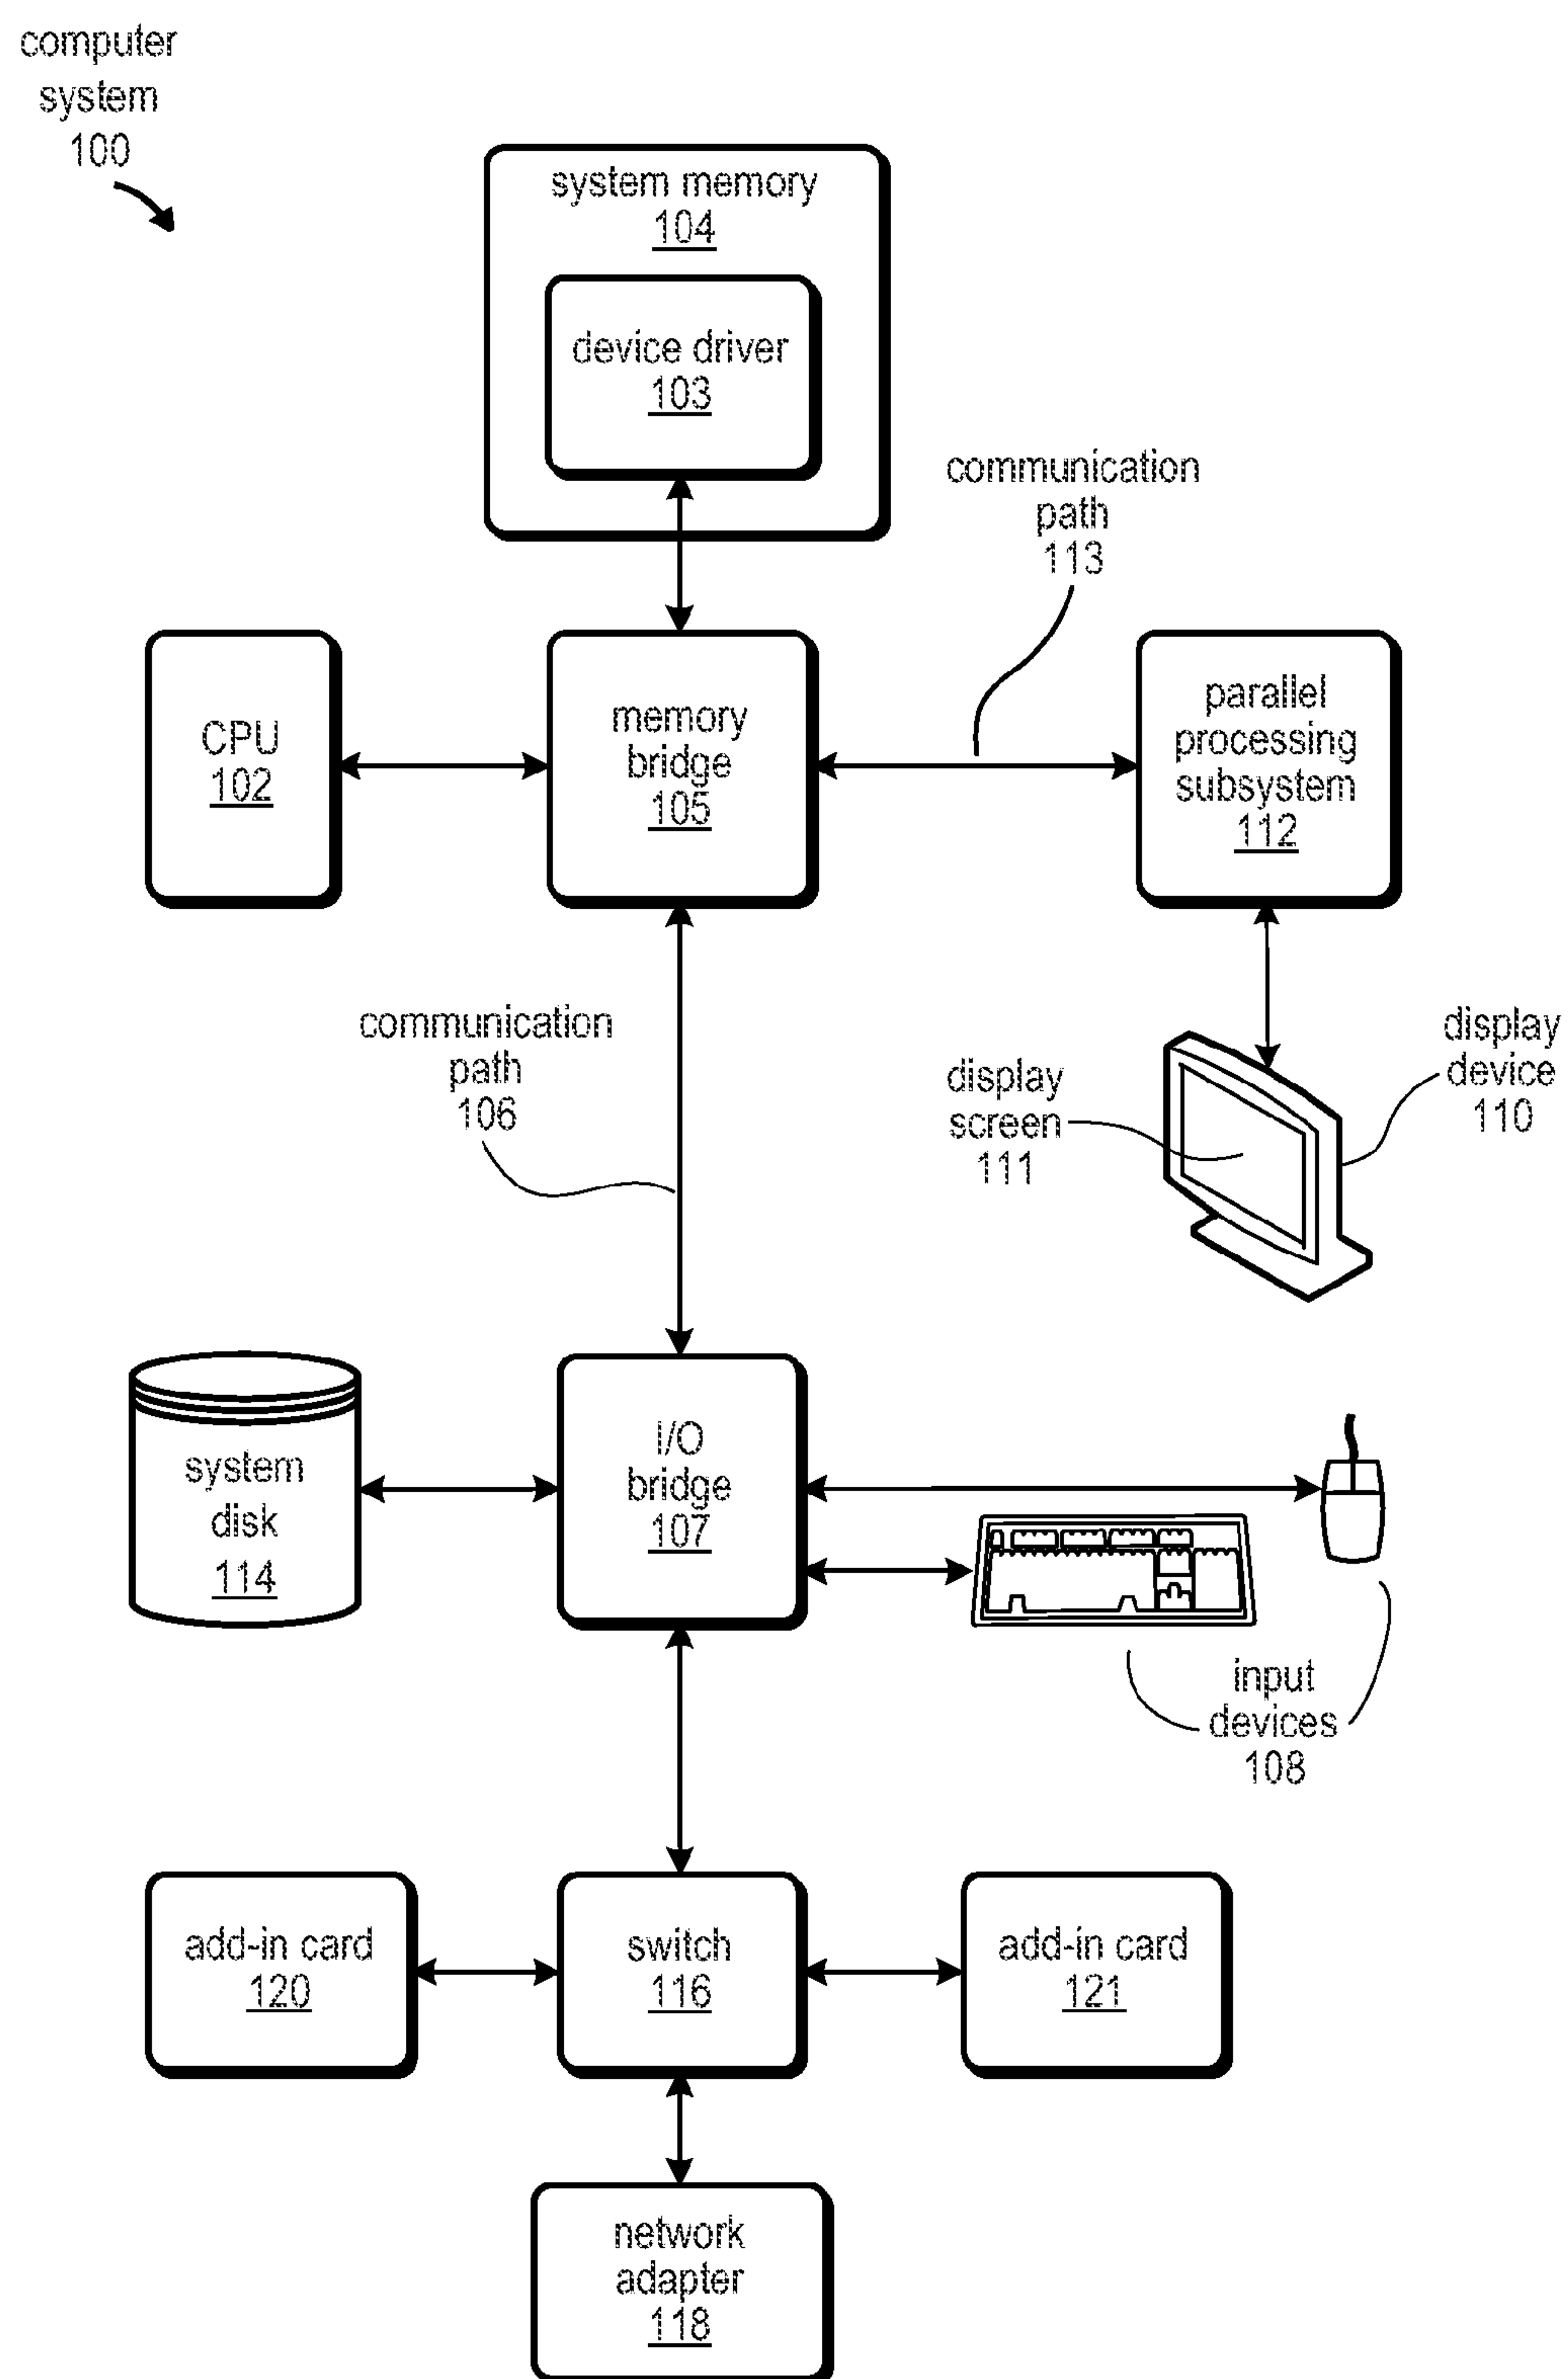 computer
system
100
system memory
104
device driver
103
communication
path
113
CPU
102
memory
bridge
105
parallel
processing
subsystem
112
communication
path
106
display
screen
111
display
device
110
system
disk
114
I/O
bridge
107
input
devices
108
add-in card
120
switch
116
add-in card
121
network
adapter
118